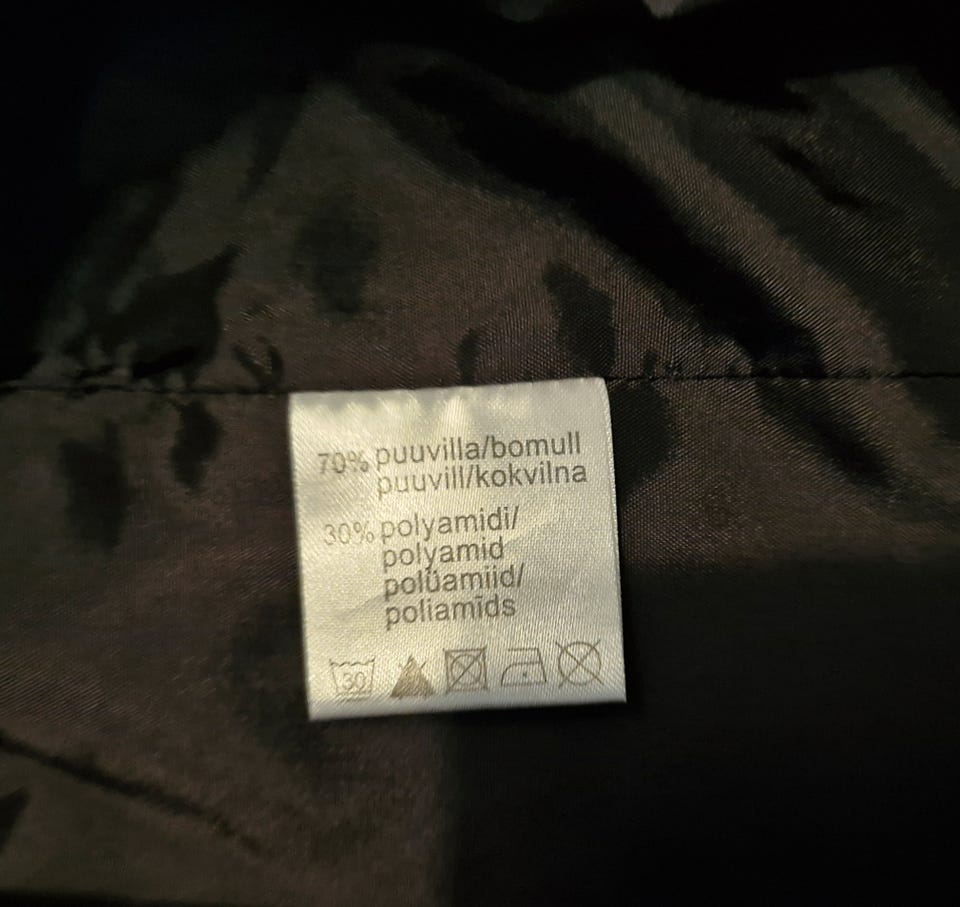 70% puuvilla/bomull
puuvill/kokvilna
30% polyamidi/
polyamid
polüamiid/
poliamīds
30